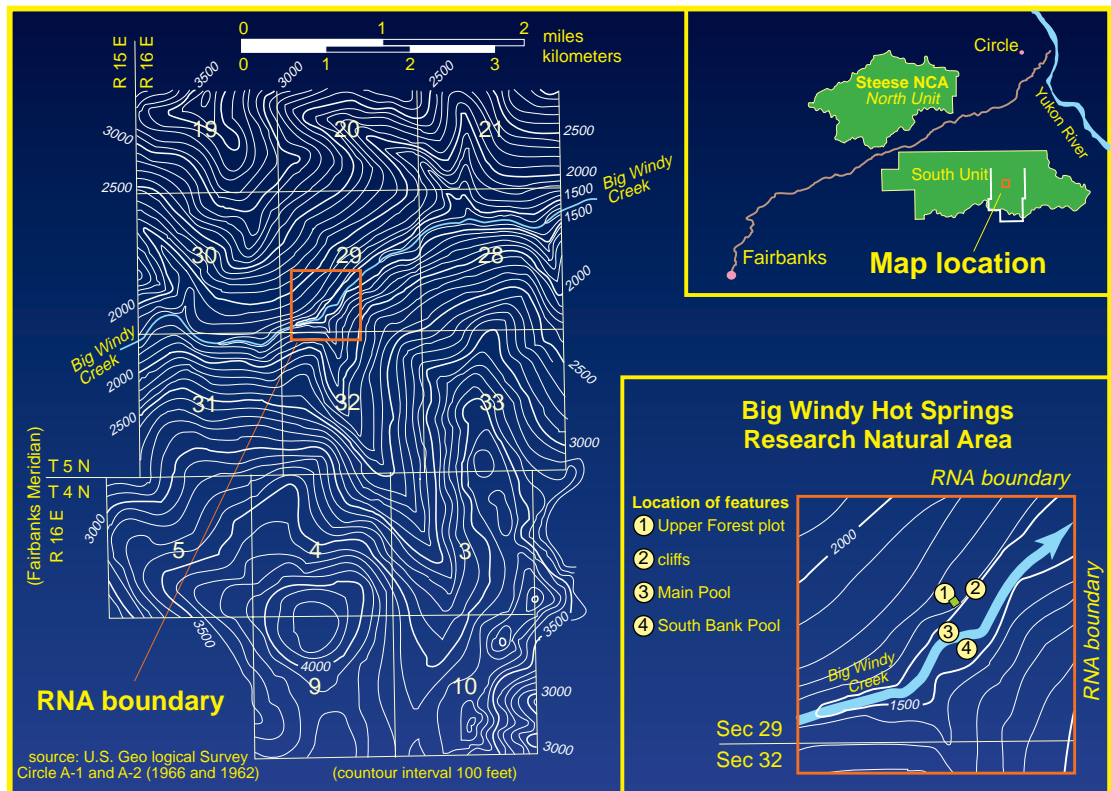 0 1 2 miles
0 1 2 3 kilometers
R 15 E
R 16 E
3500
3000
2500
19
20
21
3000
2500
2500
2000
1500
1500
Big Windy
Creek
30
29
28
2000
2000
Big Windy
Creek
2000
2500
31
32
33
2500
3000
(Fairbanks Meridian)
T 5 N
T 4 N
R 16 E
3000
5
4
3
3500
3500
4000
9
10
3000
3000
RNA boundary
source: U.S. Geo logical Survey
Circle A-1 and A-2 (1966 and 1962)
(countour interval 100 feet)
Circle
Steese NCA
North Unit
Yukon River
South Unit
Fairbanks
Map location
Big Windy Hot Springs
Research Natural Area
RNA boundary
RNA boundary
Location of features
1 Upper Forest plot
2 cliffs
3 Main Pool
4 South Bank Pool
2000
1
2
3
4
Big Windy
Creek
1500
Sec 29
Sec 32